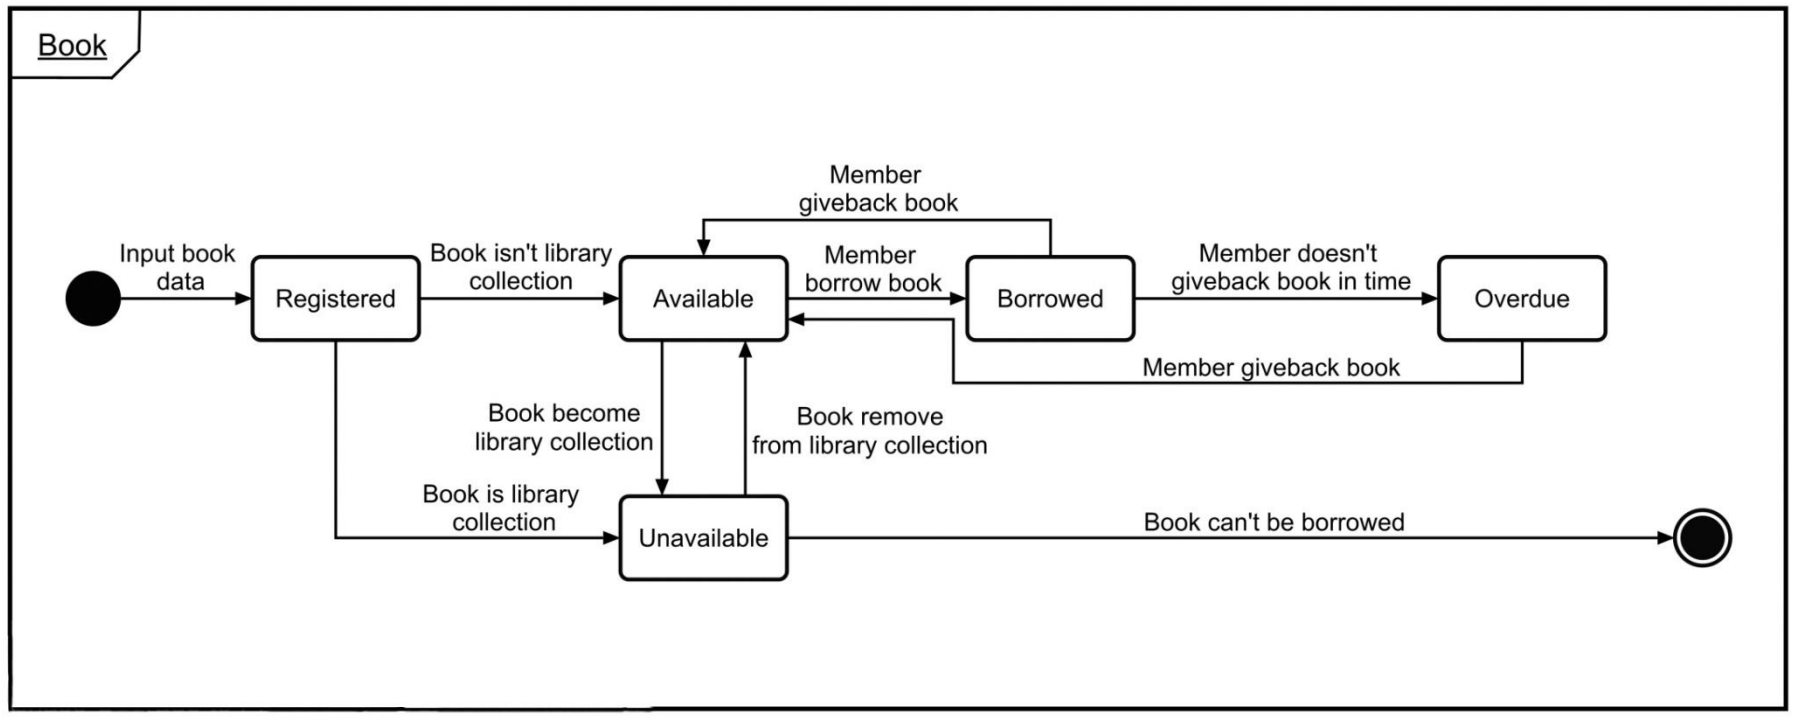 Book
Member
giveback book
Input book
data
Book isn't library
collection
Member
borrow book
Member doesn't
giveback book in time
Registered
Available
Borrowed
Overdue
Member giveback book
Book become
library collection
Book remove
from library collection
Book is library
collection
Unavailable
Book can't be borrowed